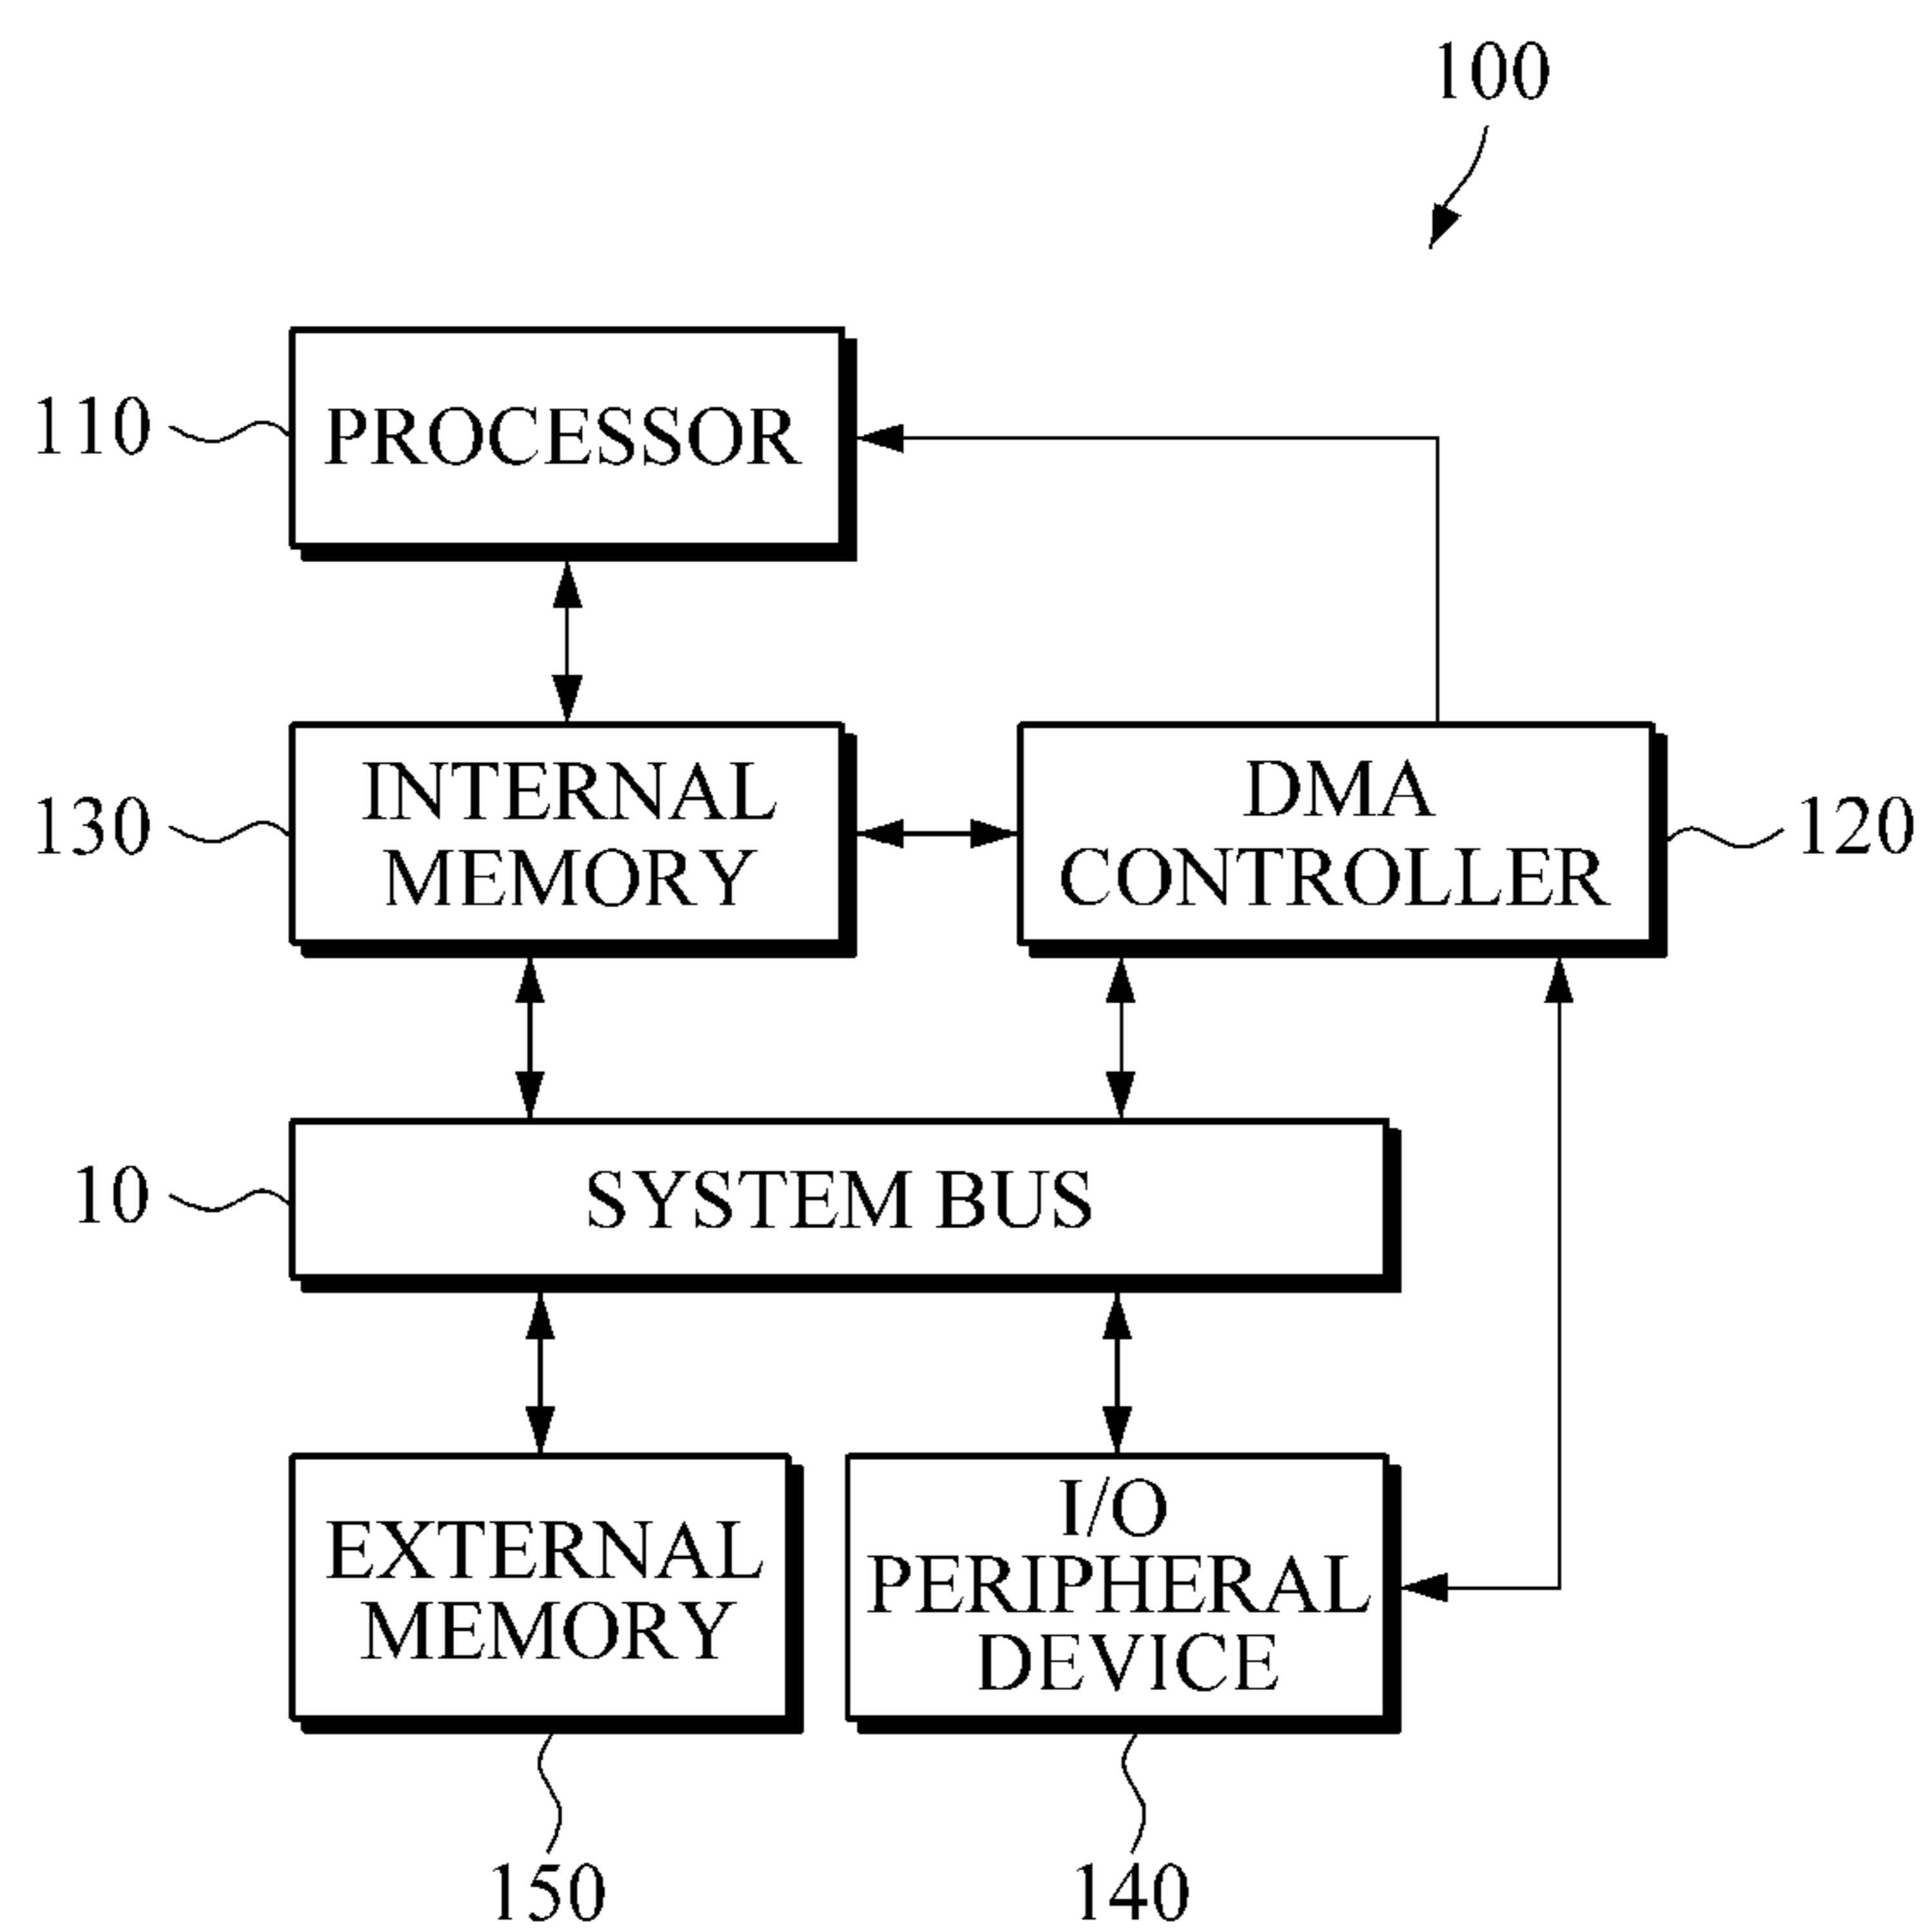 100
110
PROCESSOR
130
INTERNAL
MEMORY
DMA
CONTROLLER
120
10
SYSTEM BUS
EXTERNAL
MEMORY
I/O
PERIPHERAL
DEVICE
150
140